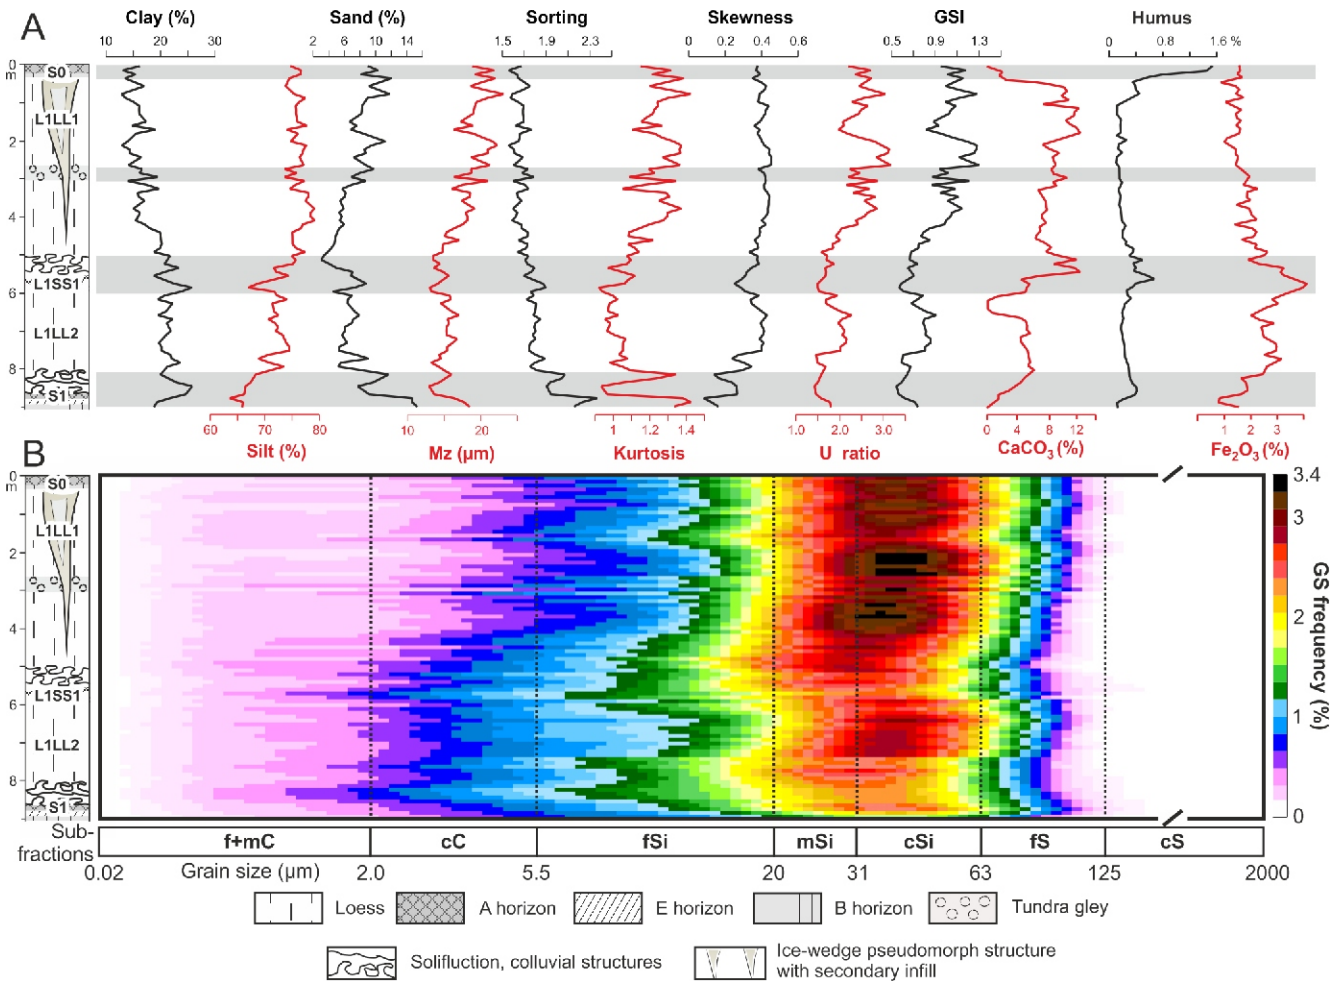 A
Clay (%) Sand (%) Sorting Skewness GSI Humus
10 20 30 2 6 10 14 1.5 1.9 2.3 0 0.2 0.4 0.6 0.5 0.9 1.3 0 0.8 1.6 %
0
m
S0
L1LL1
2
4
L1SS1
6
L1LL2
8
S1
60 70 80 10 20 1 1.2 1.4 1.0 2.0 3.0 0 4 8 12 1 2 3
Silt (%) Mz (µm) Kurtosis U ratio CaCO₃ (%) Fe₂O₃ (%)
B
0
m
S0
L1LL1
2
4
L1SS1
6
L1LL2
8
S1
3.4
3
2
1
0
GS frequency (%)
Sub-
fractions
f+mC cC fSi mSi cSi fS cS
0.02 Grain size (µm) 2.0 5.5 20 31 63 125 2000
Loess A horizon E horizon B horizon Tundra gley
Solifluction, colluvial structures
Ice-wedge pseudomorph structure
with secondary infill